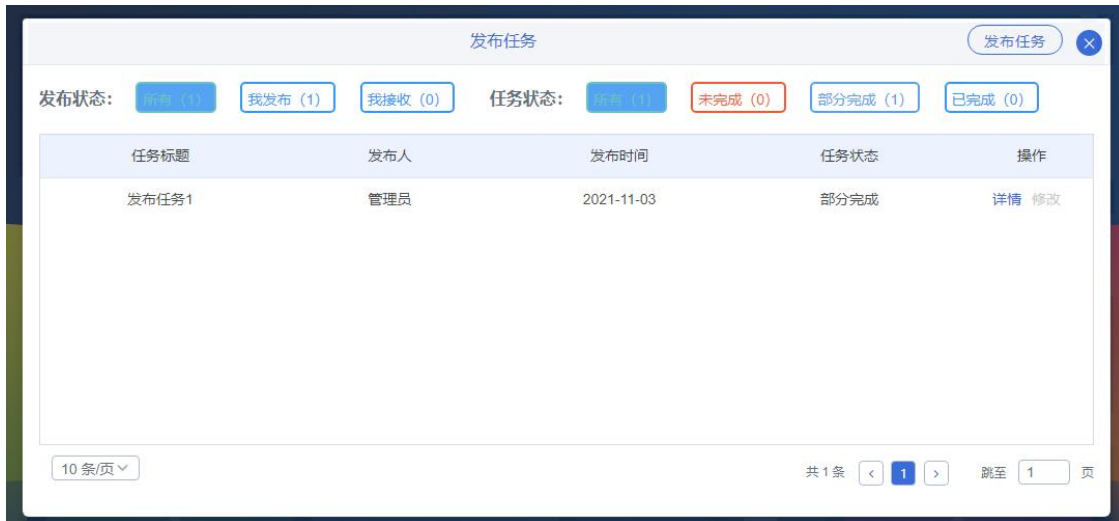 发布任务 发布任务
发布状态： 所有（1） 我发布（1） 我接收（0） 任务状态： 所有（1） 未完成（0） 部分完成（1） 已完成（0）
任务标题 发布人 发布时间 任务状态 操作
发布任务1 管理员 2021-11-03 部分完成 详情 修改
10 条/页 共 1 条 1 跳至 1 页